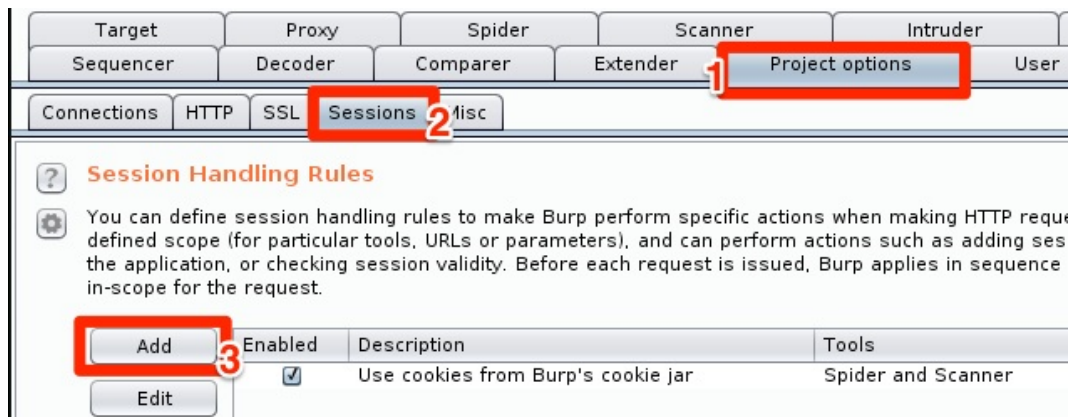 Target Proxy Spider Scanner Intruder
Sequencer Decoder Comparer Extender 1 Project options User
Connections HTTP SSL Sessions 2 Misc
? Session Handling Rules
You can define session handling rules to make Burp perform specific actions when making HTTP reque
defined scope (for particular tools, URLs or parameters), and can perform actions such as adding ses
the application, or checking session validity. Before each request is issued, Burp applies in sequence
in-scope for the request.
Add 3 Enabled Description Tools
Use cookies from Burp's cookie jar Spider and Scanner
Edit